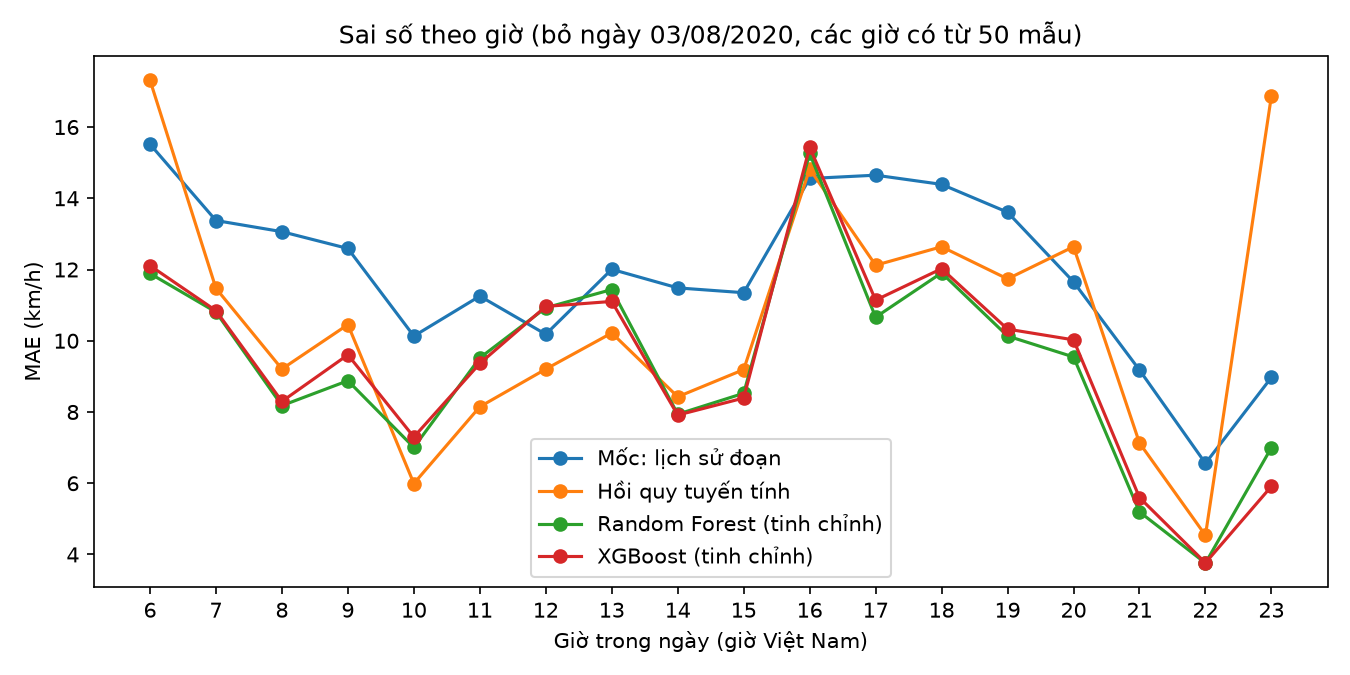 Sai số theo giờ (bỏ ngày 03/08/2020, các giờ có từ 50 mẫu)
MAE (km/h)
16
14
12
10
8
6
4
Mốc: lịch sử đoạn
Hồi quy tuyến tính
Random Forest (tinh chỉnh)
XGBoost (tinh chỉnh)
6 7 8 9 10 11 12 13 14 15 16 17 18 19 20 21 22 23
Giờ trong ngày (giờ Việt Nam)